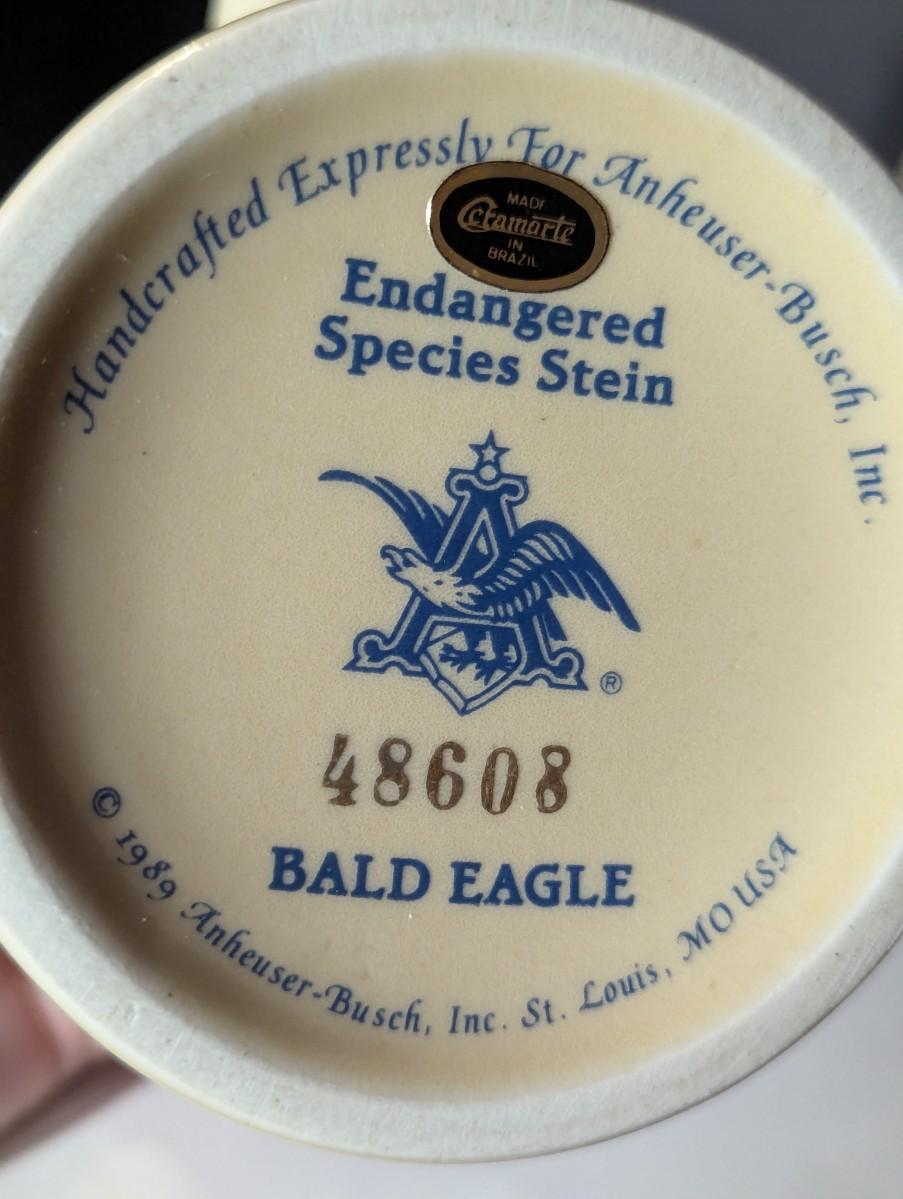 Handcrafted Expressly For Anheuser-Busch, Inc.
MADE
Ceramarte
IN
BRAZIL
Endangered
Species Stein
A
®
48608
BALD EAGLE
© 1989 Anheuser-Busch, Inc. St. Louis, MO USA